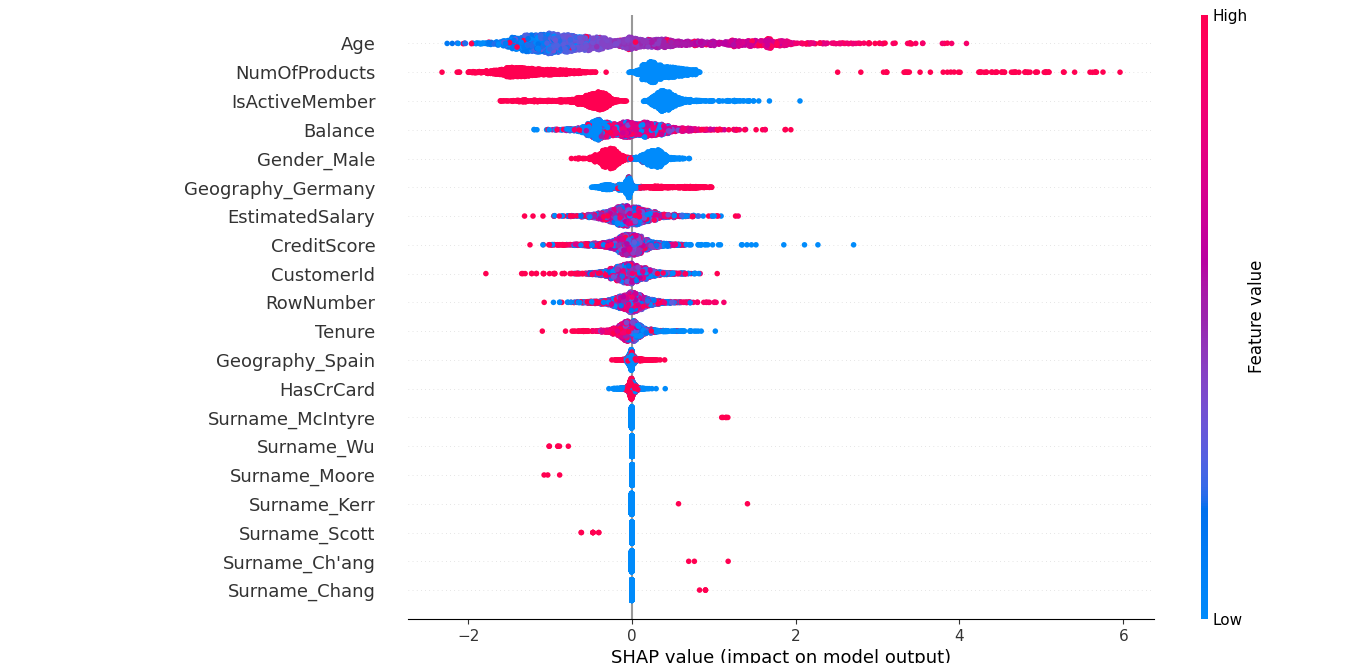 High
Age
NumOfProducts
IsActiveMember
Balance
Gender_Male
Geography_Germany
EstimatedSalary
CreditScore
CustomerId
RowNumber
Tenure
Geography_Spain
HasCrCard
Surname_McIntyre
Surname_Wu
Surname_Moore
Surname_Kerr
Surname_Scott
Surname_Ch'ang
Surname_Chang
Feature value
Low
−2 0 2 4 6
SHAP value (impact on model output)